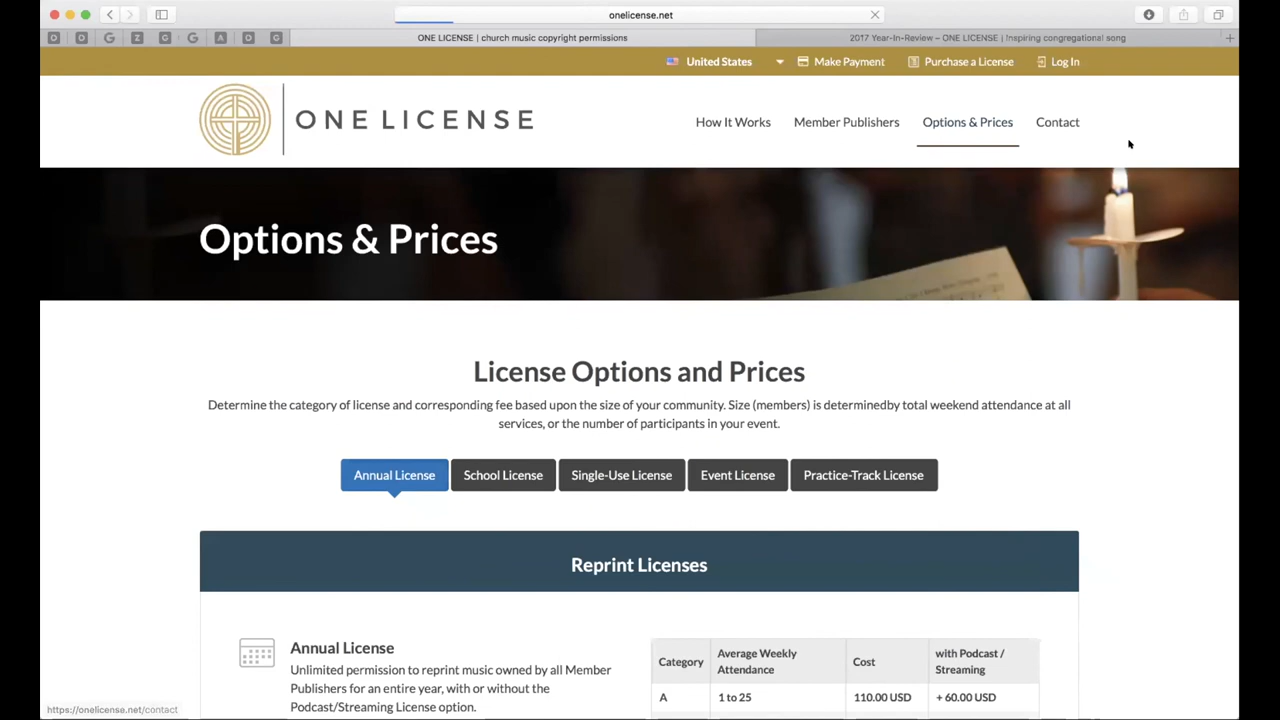 onelicense.net
ONE LICENSE | church music copyright permissions
2017 Year-In-Review – ONE LICENSE | Inspiring congregational song
United States
Make Payment
Purchase a License
Log In
ONE LICENSE
How It Works
Member Publishers
Options & Prices
Contact
Options & Prices
License Options and Prices
Determine the category of license and corresponding fee based upon the size of your community. Size (members) is determinedby total weekend attendance at all
services, or the number of participants in your event.
Annual License
School License
Single-Use License
Event License
Practice-Track License
Reprint Licenses
Annual License
Unlimited permission to reprint music owned by all Member
Publishers for an entire year, with or without the
Podcast/Streaming License option.
Category
Average Weekly
Attendance
Cost
with Podcast /
Streaming
A
1 to 25
110.00 USD
+ 60.00 USD
https://onelicense.net/contact